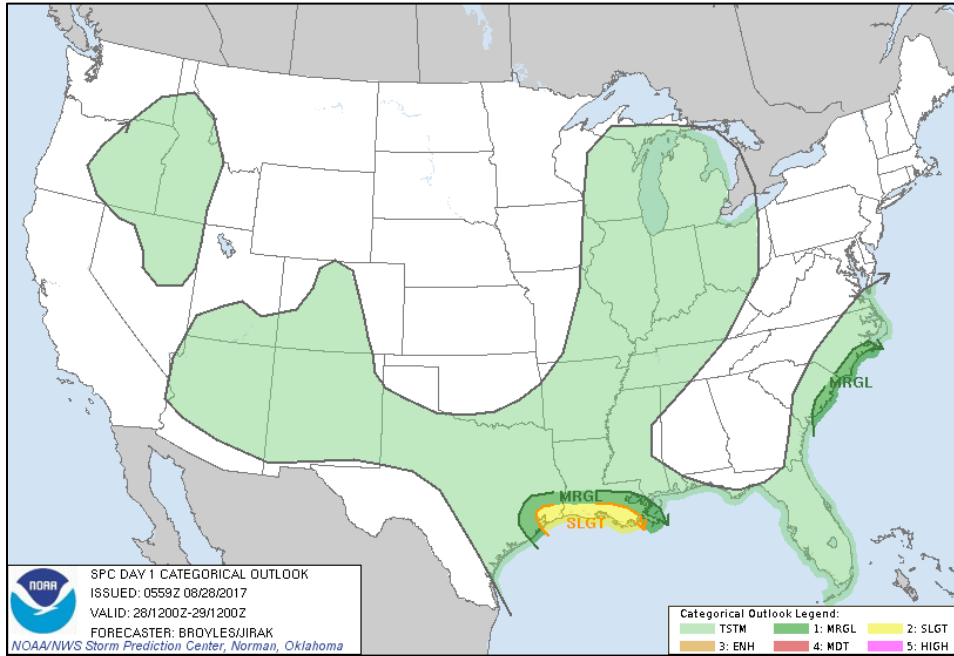 MRGL
MRGL
SLGT
NOAA
SPC DAY 1 CATEGORICAL OUTLOOK
ISSUED: 0559Z 08/28/2017
VALID: 28/1200Z-29/1200Z
FORECASTER: BROYLES/JIRAK
NOAA/NWS Storm Prediction Center, Norman, Oklahoma
Categorical Outlook Legend:
TSTM 1: MRGL 2: SLGT
3: ENH 4: MDT 5: HIGH